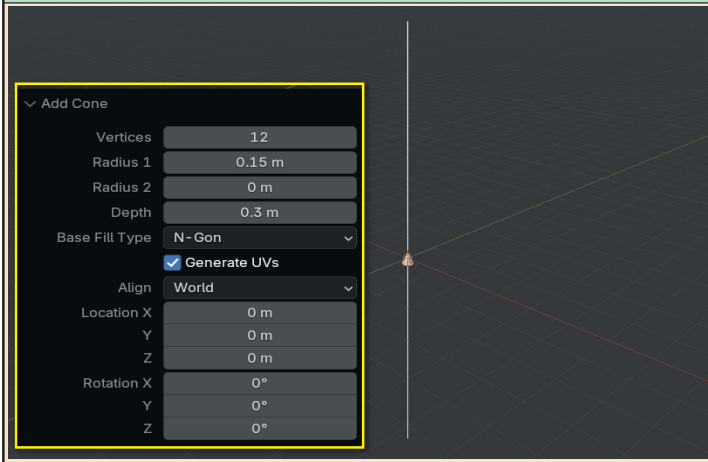 Add Cone
Vertices 12
Radius 1 0.15 m
Radius 2 0 m
Depth 0.3 m
Base Fill Type N-Gon
Generate UVs
Align World
Location X 0 m
Y 0 m
Z 0 m
Rotation X 0°
Y 0°
Z 0°